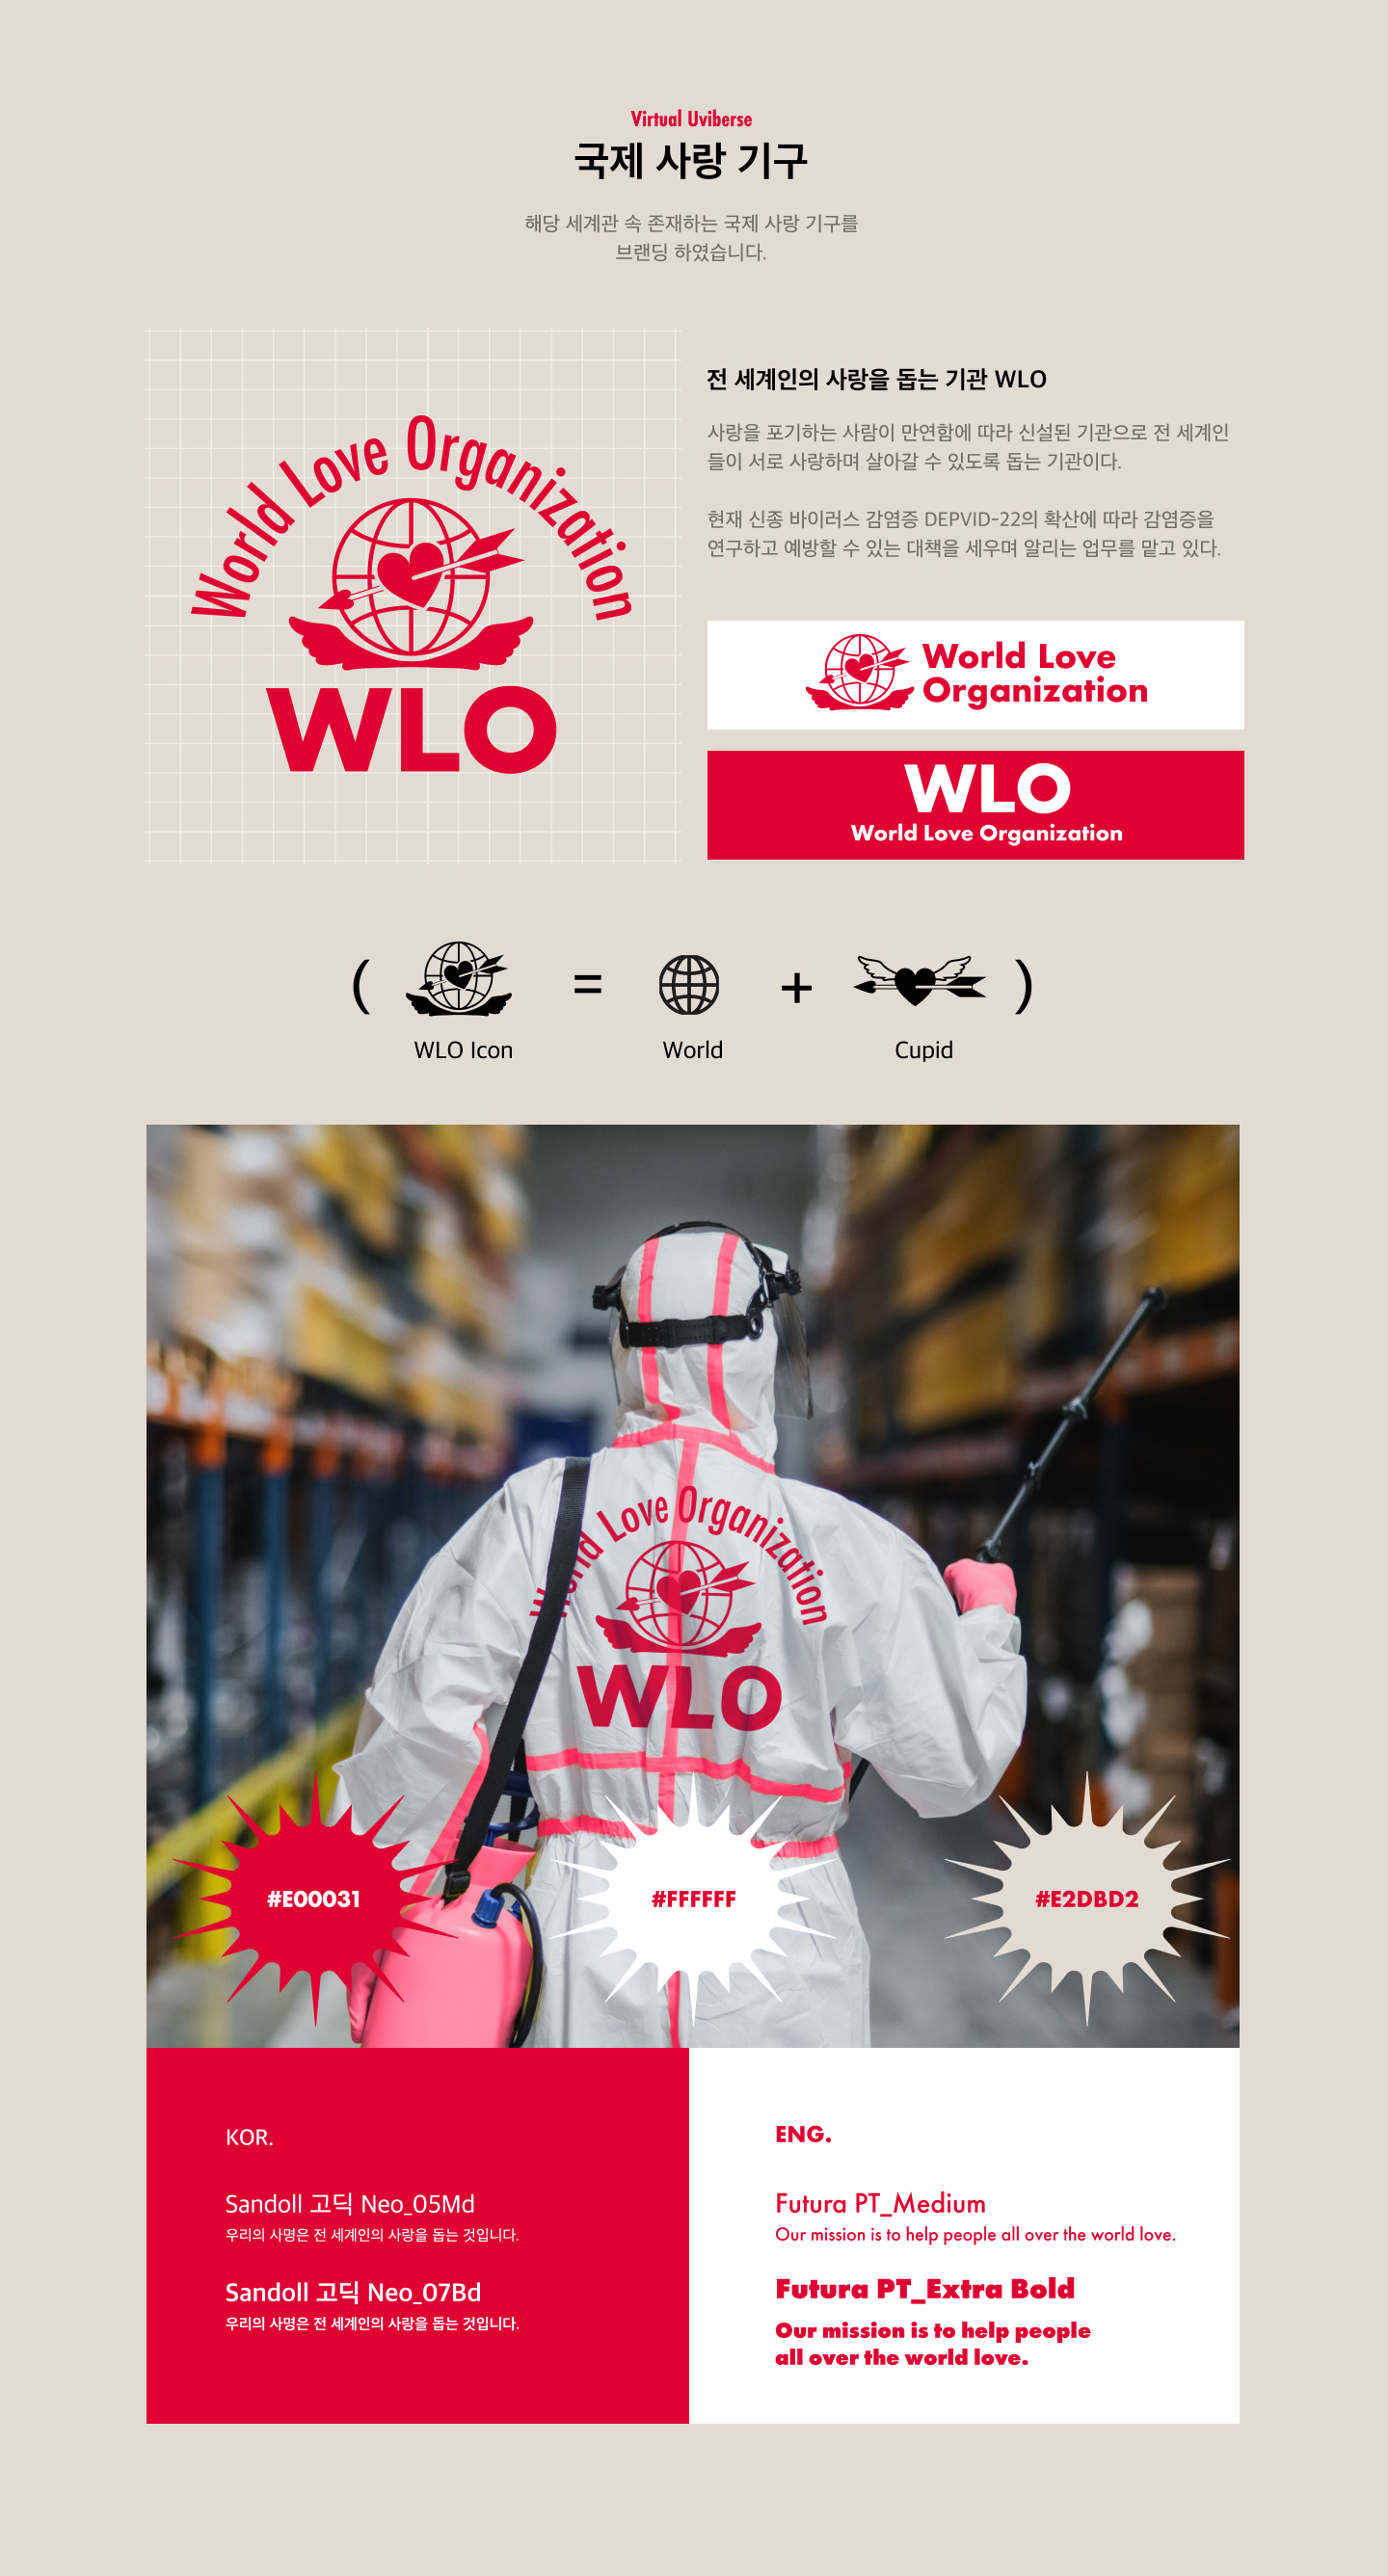 Virtual Uviberse
국제 사랑 기구
해당 세계관 속 존재하는 국제 사랑 기구를
브랜딩 하였습니다.
World Love Organization
WLO
전 세계인의 사랑을 돕는 기관 WLO
사랑을 포기하는 사람이 만연함에 따라 신설된 기관으로 전 세계인
들이 서로 사랑하며 살아갈 수 있도록 돕는 기관이다.
현재 신종 바이러스 감염증 DEPVID-22의 확산에 따라 감염증을
연구하고 예방할 수 있는 대책을 세우며 알리는 업무를 맡고 있다.
World Love
Organization
WLO
World Love Organization
( = + )
WLO Icon
World
Cupid
World Love Organization
WLO
#E00031
#FFFFFF
#E2DBD2
KOR.
Sandoll 고딕 Neo_05Md
우리의 사명은 전 세계인의 사랑을 돕는 것입니다.
Sandoll 고딕 Neo_07Bd
우리의 사명은 전 세계인의 사랑을 돕는 것입니다.
ENG.
Futura PT_Medium
Our mission is to help people all over the world love.
Futura PT_Extra Bold
Our mission is to help people
all over the world love.